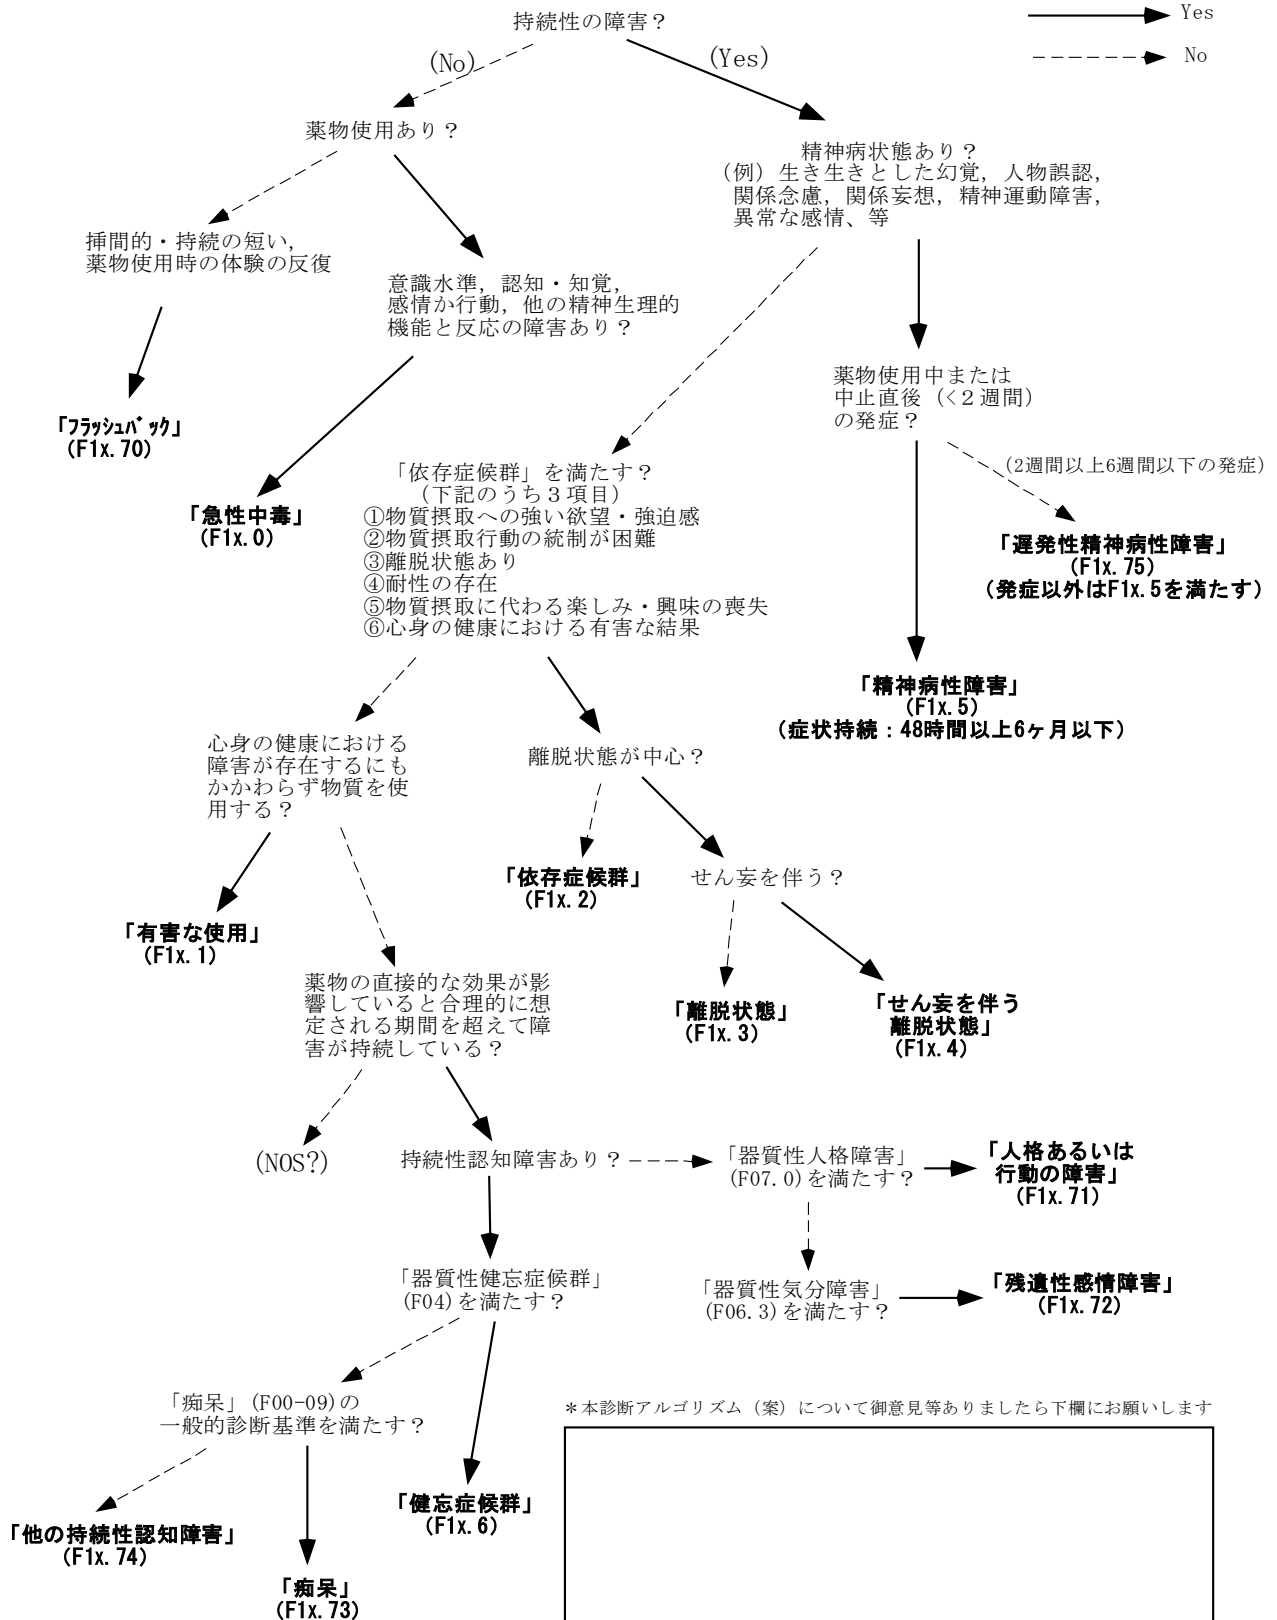 持続性の障害？
Yes
No
(No)
(Yes)
薬物使用あり？
精神病状態あり？
（例）生き生きとした幻覚，人物誤認，
関係念慮，関係妄想，精神運動障害，
異常な感情、等
挿間的・持続の短い，
薬物使用時の体験の反復
意識水準，認知・知覚，
感情か行動，他の精神生理的
機能と反応の障害あり？
薬物使用中または
中止直後（<２週間）
の発症？
「ﾌﾗｯｼｭﾊﾞｯｸ」
(F1x.70)
(2週間以上6週間以下の発症)
「依存症候群」を満たす？
（下記のうち３項目）
①物質摂取への強い欲望・強迫感
②物質摂取行動の統制が困難
③離脱状態あり
④耐性の存在
⑤物質摂取に代わる楽しみ・興味の喪失
⑥心身の健康における有害な結果
「急性中毒」
(F1x.0)
「遅発性精神病性障害」
(F1x.75)
（発症以外はF1x.5を満たす）
「精神病性障害」
(F1x.5)
（症状持続：48時間以上6ヶ月以下）
心身の健康における
障害が存在するにも
かかわらず物質を使
用する？
離脱状態が中心？
「依存症候群」
(F1x.2)
せん妄を伴う？
「有害な使用」
(F1x.1)
薬物の直接的な効果が影
響していると合理的に想
定される期間を超えて障
害が持続している？
「離脱状態」
(F1x.3)
「せん妄を伴う
離脱状態」
(F1x.4)
(NOS?)
持続性認知障害あり？
「器質性人格障害」
(F07.0)を満たす？
「人格あるいは
行動の障害」
(F1x.71)
「器質性健忘症候群」
(F04)を満たす？
「器質性気分障害」
(F06.3)を満たす？
「残遺性感情障害」
(F1x.72)
「痴呆」(F00-09)の
一般的診断基準を満たす？
＊本診断アルゴリズム（案）について御意見等ありましたら下欄にお願いします
「健忘症候群」
(F1x.6)
「他の持続性認知障害」
(F1x.74)
「痴呆」
(F1x.73)